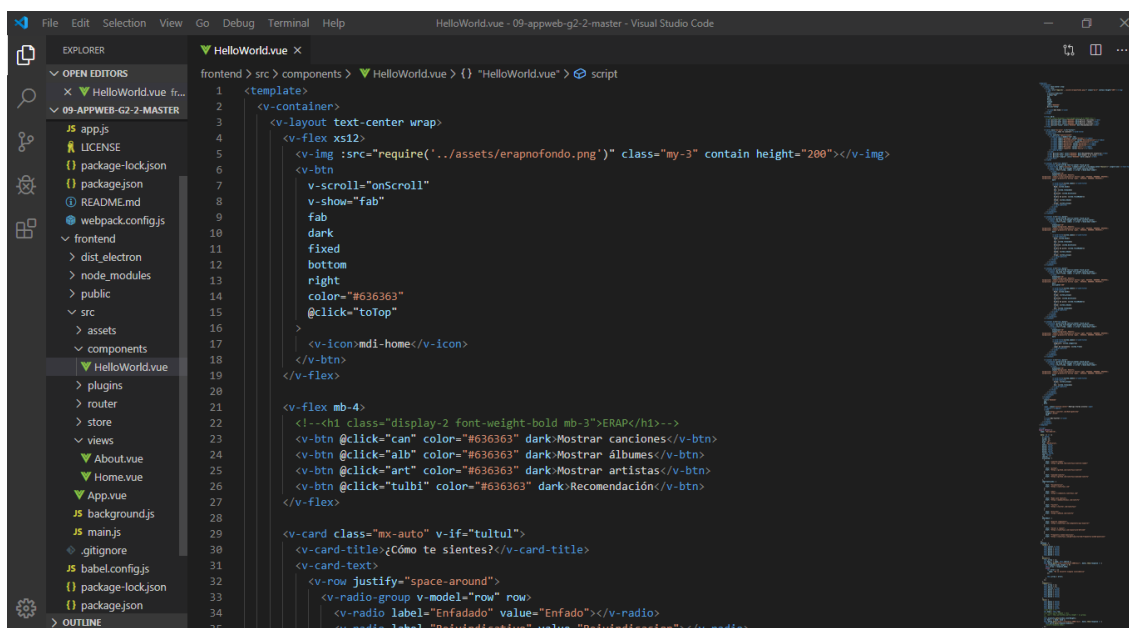 File Edit Selection View Go Debug Terminal Help HelloWorld.vue - 09-appweb-g2-2-master - Visual Studio Code
EXPLORER
OPEN EDITORS
HelloWorld.vue fr...
09-APPWEB-G2-2-MASTER
JS app.js
LICENSE
{} package-lock.json
{} package.json
README.md
webpack.config.js
frontend
dist_electron
node_modules
public
src
assets
components
HelloWorld.vue
plugins
router
store
views
About.vue
Home.vue
App.vue
JS background.js
JS main.js
.gitignore
JS babel.config.js
{} package-lock.json
{} package.json
OUTLINE
HelloWorld.vue
frontend > src > components > HelloWorld.vue > {} "HelloWorld.vue" > script
1 <template>
2 <v-container>
3 <v-layout text-center wrap>
4 <v-flex xs12>
5 <v-img :src="require('../assets/erapnofondo.png')" class="my-3" contain height="200"></v-img>
6 <v-btn
7 v-scroll="onScroll"
8 v-show="fab"
9 fab
10 dark
11 fixed
12 bottom
13 right
14 color="#636363"
15 @click="toTop"
16 >
17 <v-icon>mdi-home</v-icon>
18 </v-btn>
19 </v-flex>
20
21 <v-flex mb-4>
22 <!--<h1 class="display-2 font-weight-bold mb-3">ERAP</h1>-->
23 <v-btn @click="can" color="#636363" dark>Mostrar canciones</v-btn>
24 <v-btn @click="alb" color="#636363" dark>Mostrar álbumes</v-btn>
25 <v-btn @click="art" color="#636363" dark>Mostrar artistas</v-btn>
26 <v-btn @click="tulbi" color="#636363" dark>Recomendación</v-btn>
27 </v-flex>
28
29 <v-card class="mx-auto" v-if="tultul">
30 <v-card-title>¿Cómo te sientes?</v-card-title>
31 <v-card-text>
32 <v-row justify="space-around">
33 <v-radio-group v-model="row" row>
34 <v-radio label="Enfadado" value="Enfado"></v-radio>